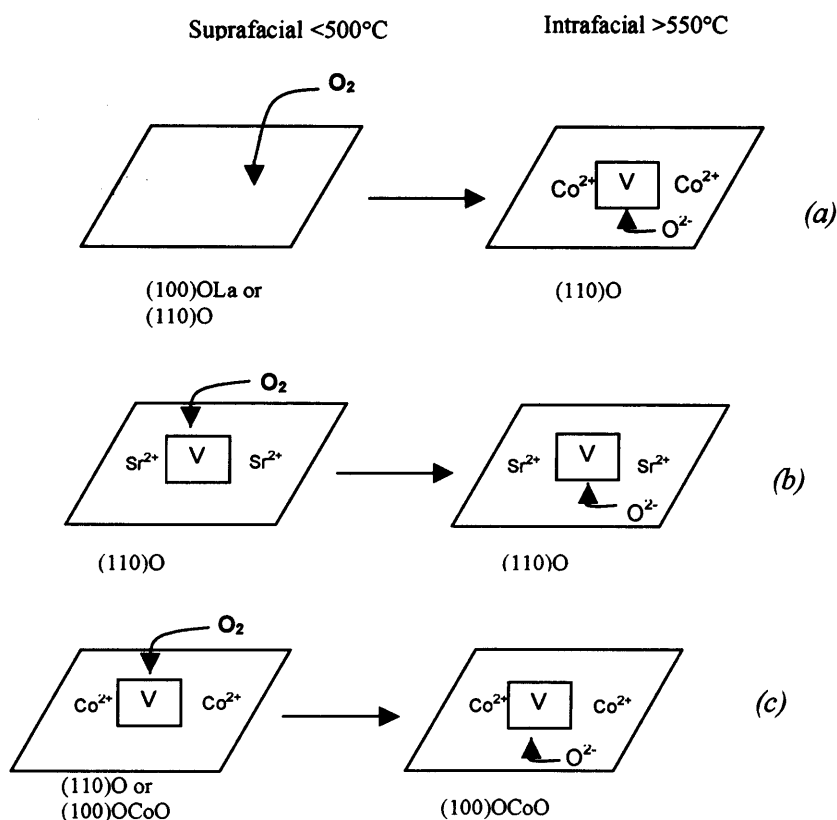 Suprafacial <500°C
Intrafacial >550°C
O₂
Co²⁺ V Co²⁺
O²⁻
(a)
(100)OLa or
(110)O
(110)O
O₂
Sr²⁺ V Sr²⁺
Sr²⁺ V Sr²⁺
O²⁻
(b)
(110)O
(110)O
O₂
Co²⁺ V Co²⁺
Co²⁺ V Co²⁺
O²⁻
(c)
(110)O or
(100)OCoO
(100)OCoO